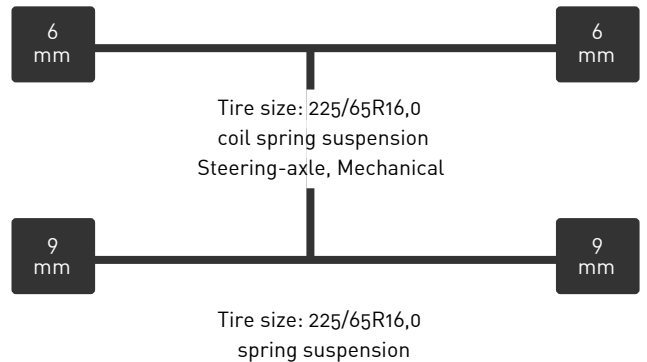 6
mm
6
mm
Tire size: 225/65R16,0
coil spring suspension
Steering-axle, Mechanical
9
mm
9
mm
Tire size: 225/65R16,0
spring suspension